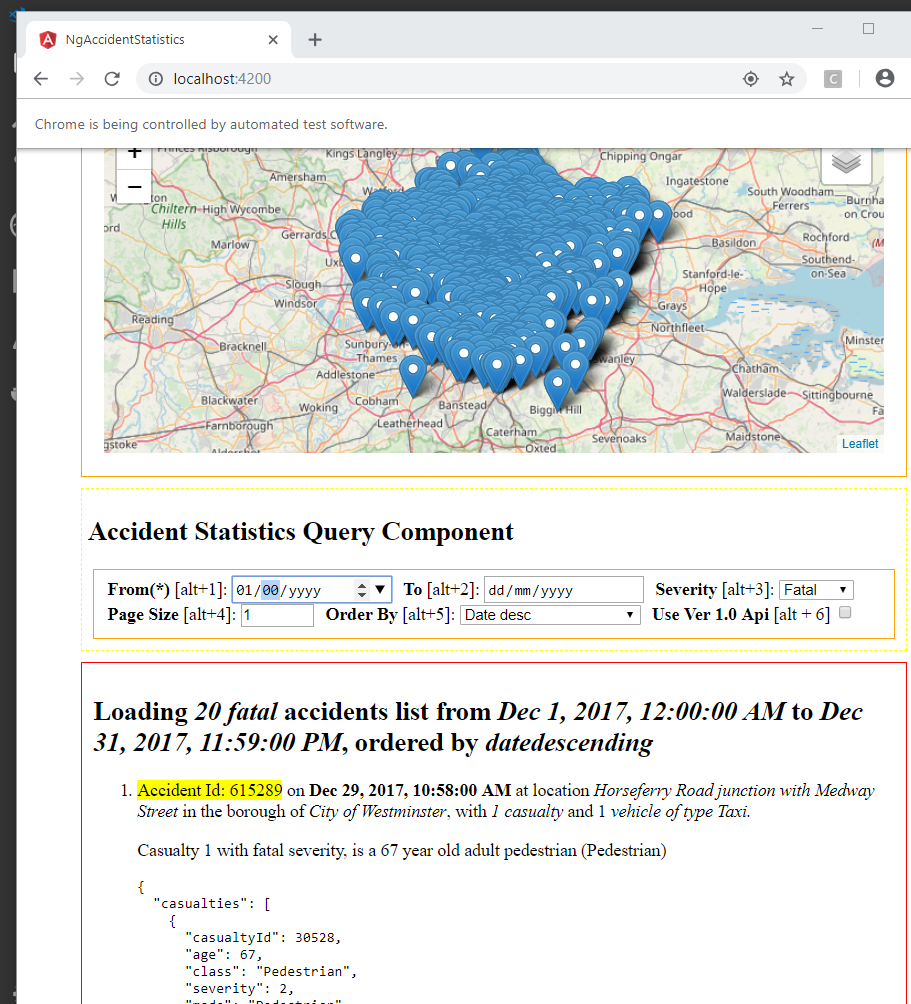 NgAccidentStatistics
localhost:4200
C
Chrome is being controlled by automated test software.
+
−
Princes Risborough
Kings Langley
Chipping Ongar
Amersham
Ingatestone
South Woodham
Ferrers
Burnha
on Crou
Chiltern
Hills
High Wycombe
Gerrards
Marlow
Basildon
Rochford
Southend-
on-Sea
Slough
Stanford-le-
Hope
Windsor
Grays
Reading
Northfleet
Bracknell
Sunbury-on-
Thames
Minster
Addlestone
Chatham
Blackwater
Woking
Cobham
Banstead
Biggin Hill
Walderslade
Sittingbourne
Farnborough
Leatherhead
Caterham
Oxted
Sevenoaks
Maidstone
Aldershot
Leaflet
Accident Statistics Query Component
From(*) [alt+1]: 01/00/yyyy To [alt+2]: dd/mm/yyyy Severity [alt+3]: Fatal
Page Size [alt+4]: 1 Order By [alt+5]: Date desc Use Ver 1.0 Api [alt + 6]
Loading 20 fatal accidents list from Dec 1, 2017, 12:00:00 AM to Dec
31, 2017, 11:59:00 PM, ordered by datedescending
1. Accident Id: 615289 on Dec 29, 2017, 10:58:00 AM at location Horseferry Road junction with Medway
Street in the borough of City of Westminster, with 1 casualty and 1 vehicle of type Taxi.
Casualty 1 with fatal severity, is a 67 year old adult pedestrian (Pedestrian)
{
"casualties": [
{
"casualtyId": 30528,
"age": 67,
"class": "Pedestrian",
"severity": 2,
"mode": "Pedestrian"